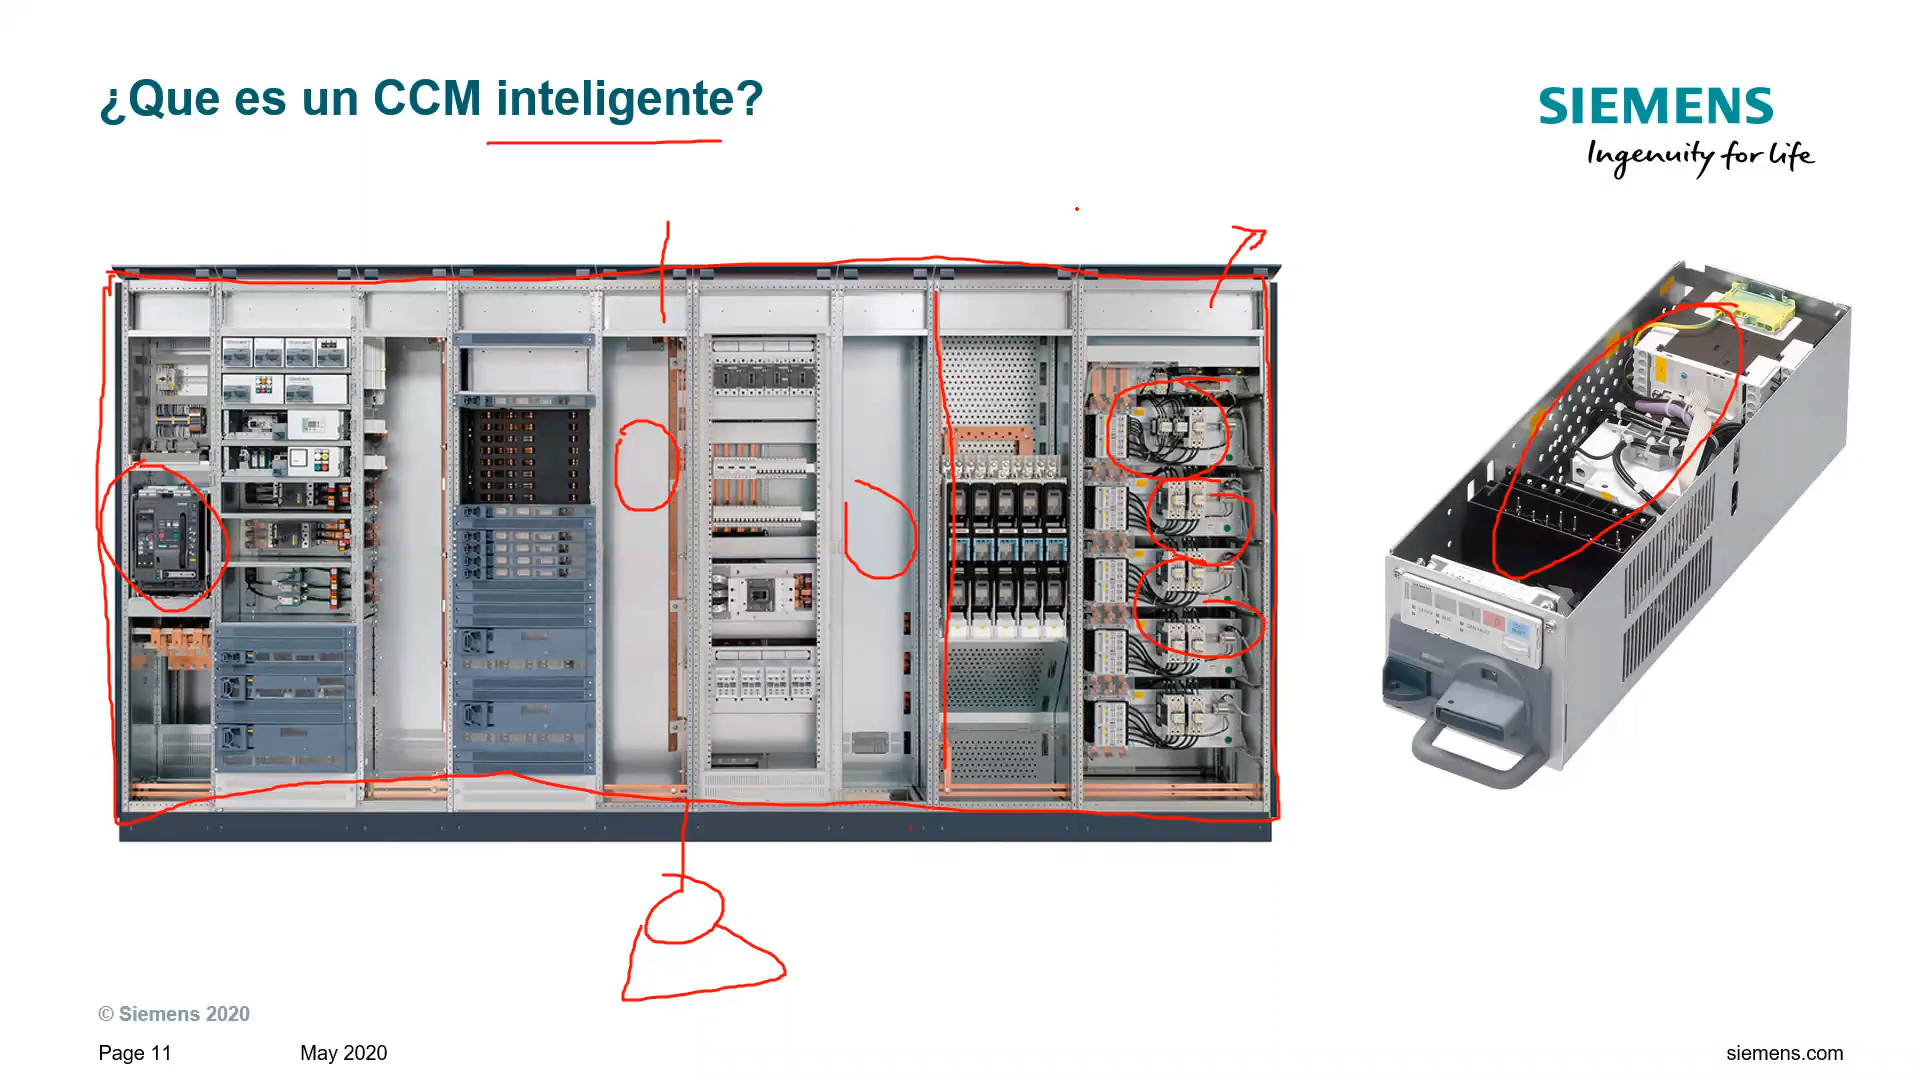 ¿Que es un CCM inteligente?
SIEMENS
Ingenuity for life
© Siemens 2020
Page 11
May 2020
siemens.com